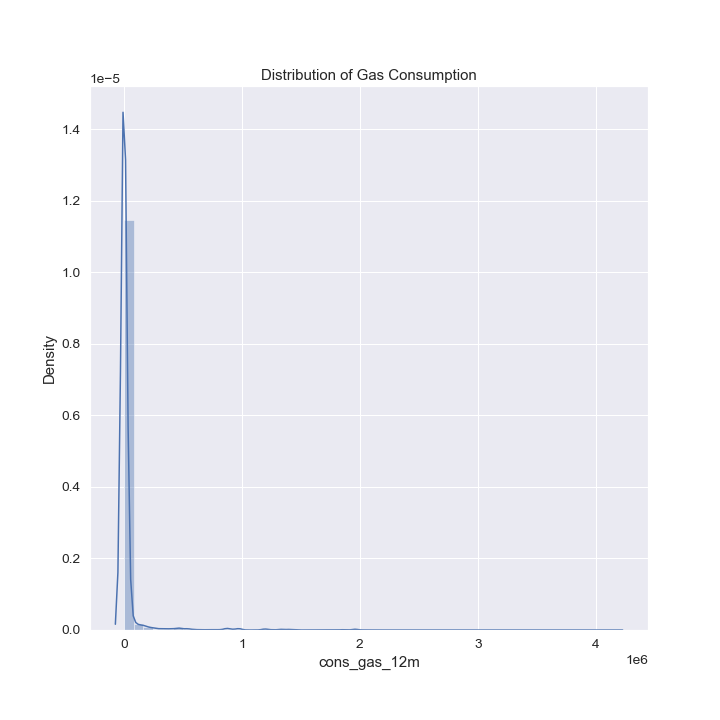 Distribution of Gas Consumption
1e−5
1.4
1.2
1.0
0.8
0.6
0.4
0.2
0.0
Density
0 1 2 3 4
1e6
cons_gas_12m